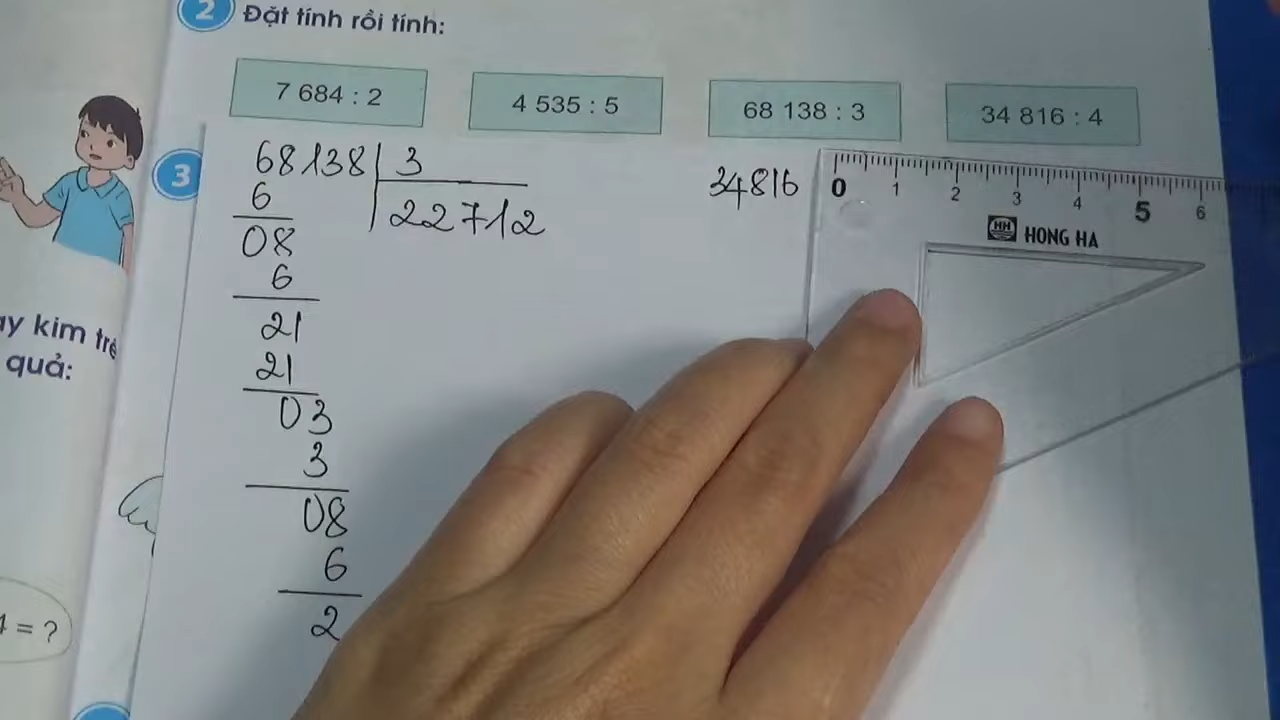 2 Đặt tính rồi tính:
7 684 : 2
4 535 : 5
68 138 : 3
34 816 : 4
3
68138 3
6 22712
08
6
21
21
03
3
08
6
2
34816
0 1 2 3 4 5 6
HH HONG HA
ay kim trê
quả:
4 = ?